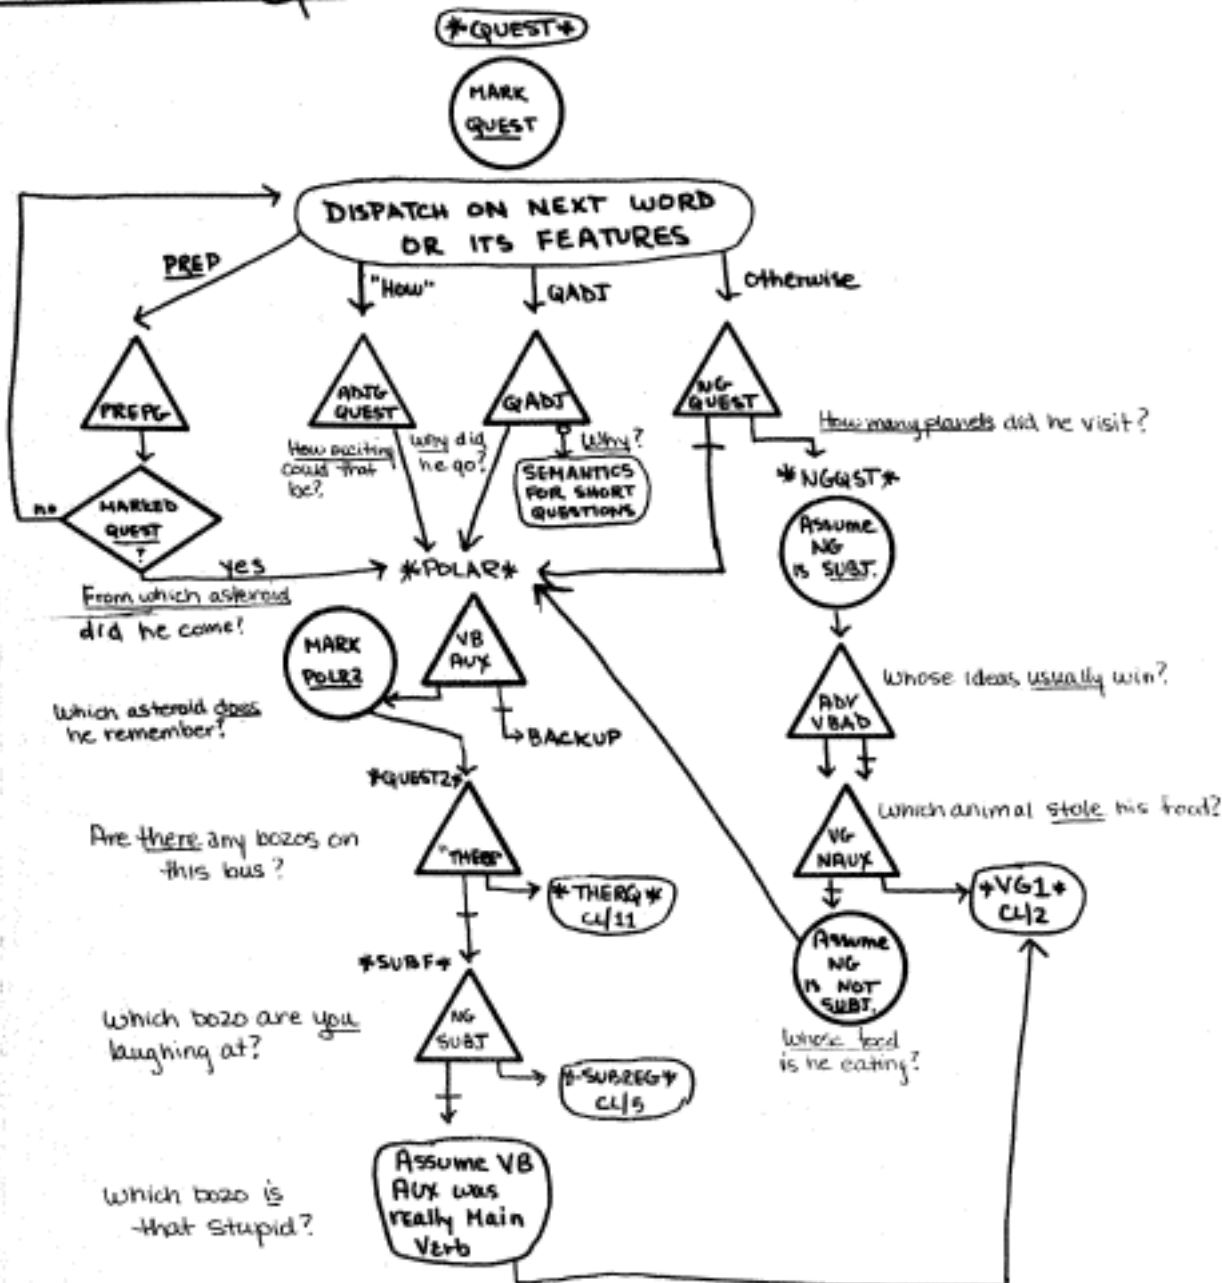 *QUEST*
MARK
QUEST
DISPATCH ON NEXT WORD
OR ITS FEATURES
PREP
"How"
QADJ
Otherwise
PREPG
ADJG
QUEST
QADJ
NG
QUEST
How many planets did he visit?
How exciting
could that
be?
Why did
he go?
Why?
SEMANTICS
FOR SHORT
QUESTIONS
*NGQST*
no
MARKED
QUEST
?
Assume
NG
is SUBJ.
yes
*POLAR*
From which asteroid
did he come?
MARK
POLR2
VB
AUX
Whose ideas usually win?
ADV
VBAD
Which asteroid does
he remember?
BACKUP
*QUEST2*
Which animal stole his food?
Are there any bozos on
this bus?
"THERE"
VG
NAUX
*THERQ*
CL/11
*VG1*
CL/2
*SUBF*
Assume
NG
is NOT
SUBJ.
Which bozo are you
laughing at?
NG
SUBJ
Whose food
is he eating?
*SUBREG*
CL/5
Which bozo is
that stupid?
Assume VB
AUX was
really Main
Verb